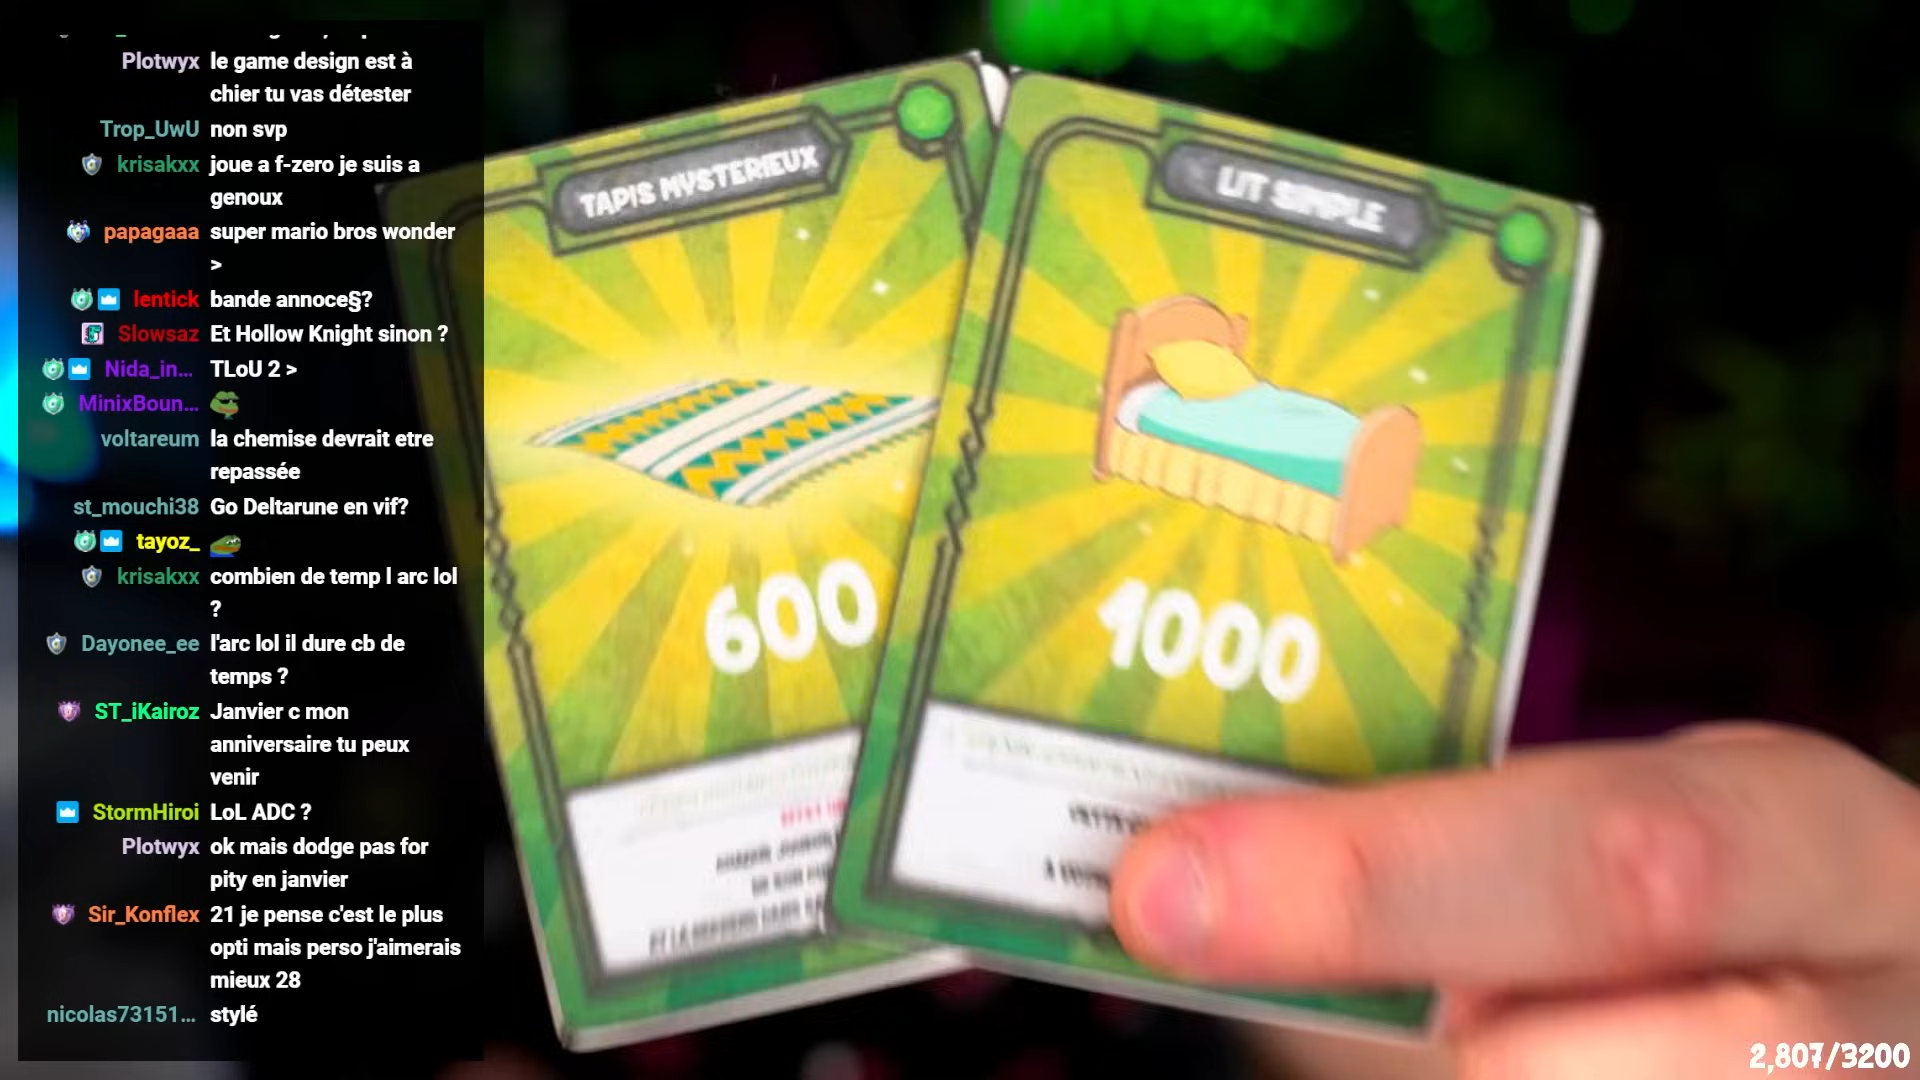 Plotwyx le game design est à
chier tu vas détester
Trop_UwU non svp
krisakxx joue a f-zero je suis a
genoux
papagaaa super mario bros wonder
>
lentick bande annoce§?
Slowsaz Et Hollow Knight sinon ?
Nida_in... TLoU 2 >
MinixBoun...
voltareum la chemise devrait etre
repassée
st_mouchi38 Go Deltarune en vif?
tayoz_
krisakxx combien de temp l arc lol
?
Dayonee_ee l'arc lol il dure cb de
temps ?
ST_iKairoz Janvier c mon
anniversaire tu peux
venir
StormHiroi LoL ADC ?
Plotwyx ok mais dodge pas for
pity en janvier
Sir_Konflex 21 je pense c'est le plus
opti mais perso j'aimerais
mieux 28
nicolas73151... stylé
TAPIS MYSTERIEUX
600
LIT SIMPLE
1000
2,807/3200